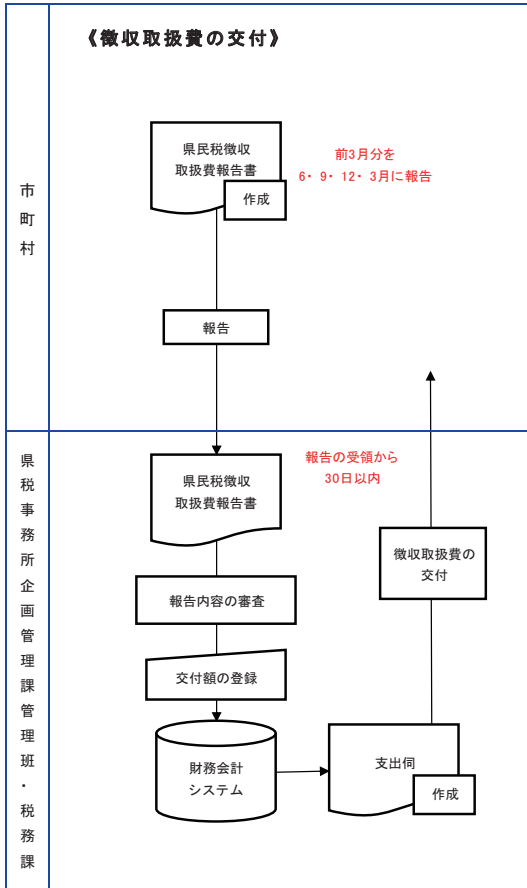 《徴収取扱費の交付》
市町村
県民税徴収
取扱費報告書
作成
前3月分を
6・9・12・3月に報告
報告
県税事務所企画管理課管理班・税務課
県民税徴収
取扱費報告書
報告の受領から
30日以内
報告内容の審査
交付額の登録
財務会計
システム
支出伺
作成
徴収取扱費の
交付